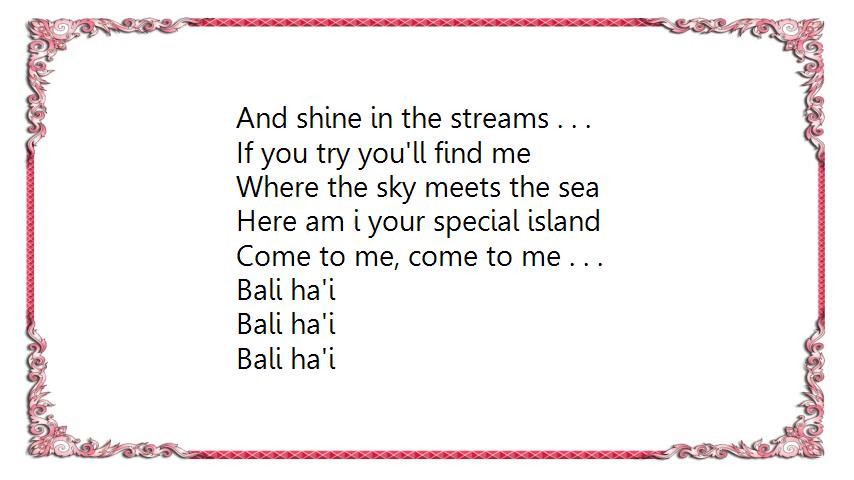 And shine in the streams . . .
If you try you'll find me
Where the sky meets the sea
Here am i your special island
Come to me, come to me . . .
Bali ha'i
Bali ha'i
Bali ha'i